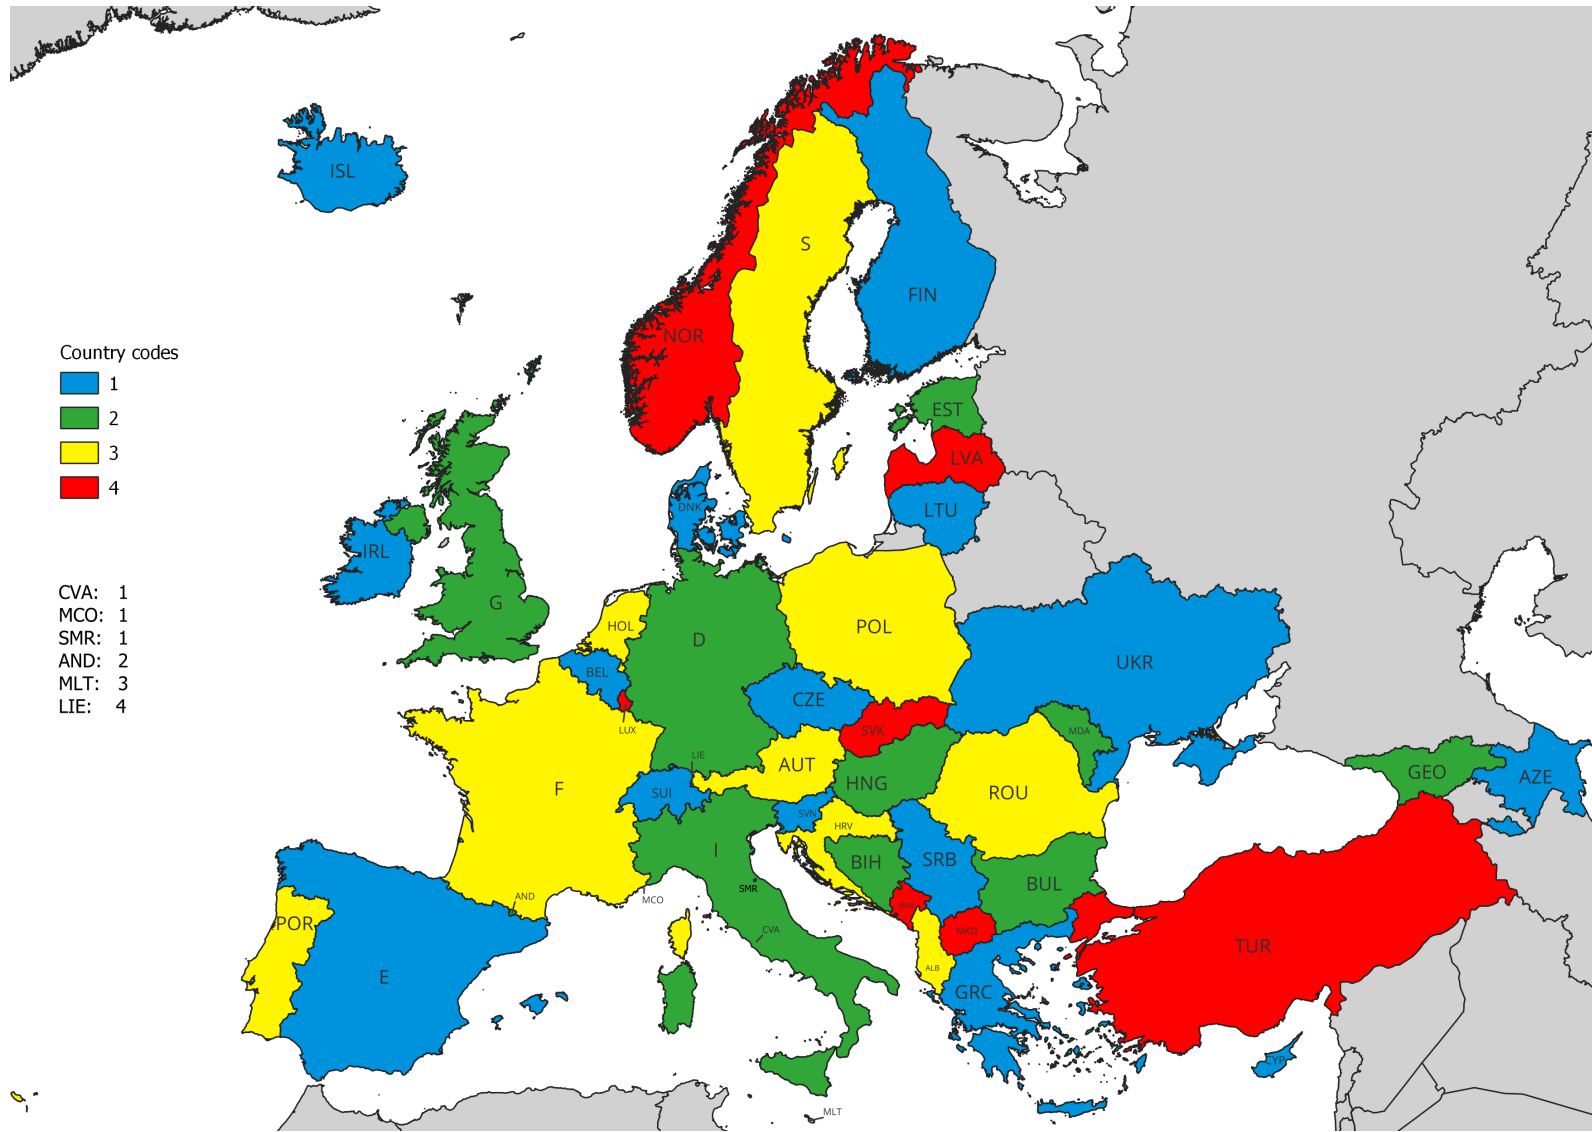 ISL
S
FIN
NOR
Country codes
1
2
3
4
EST
LVA
LTU
DNK
IRL
G
HOL
D
POL
BEL
UKR
CZE
LUX
SVK
MDA
LIE
AUT
HNG
ROU
GEO
AZE
F
SUI
SVN
HRV
I
BIH
SRB
BUL
SMR
AND
MCO
POR
CVA
MKD
TUR
E
ALB
GRC
CYP
MLT
CVA: 1
MCO: 1
SMR: 1
AND: 2
MLT: 3
LIE: 4